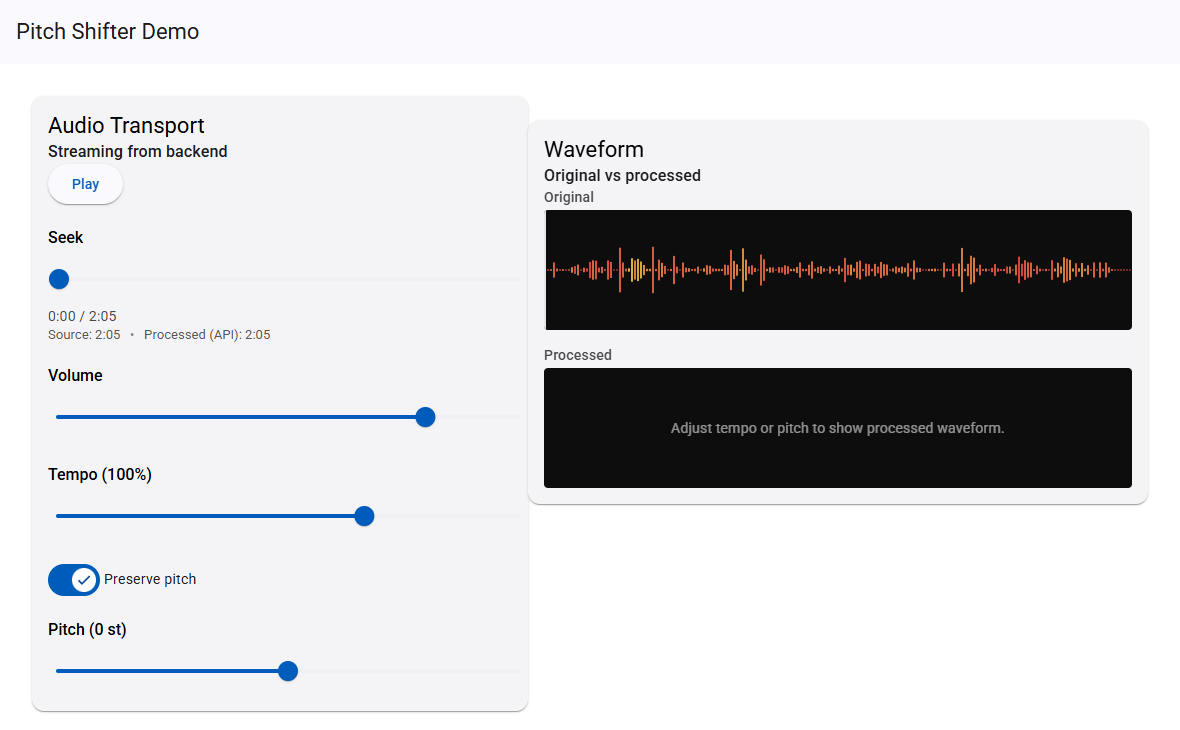 Pitch Shifter Demo
Audio Transport
Streaming from backend
Play
Seek
0:00 / 2:05
Source: 2:05 • Processed (API): 2:05
Volume
Tempo (100%)
Preserve pitch
Pitch (0 st)
Waveform
Original vs processed
Original
Processed
Adjust tempo or pitch to show processed waveform.